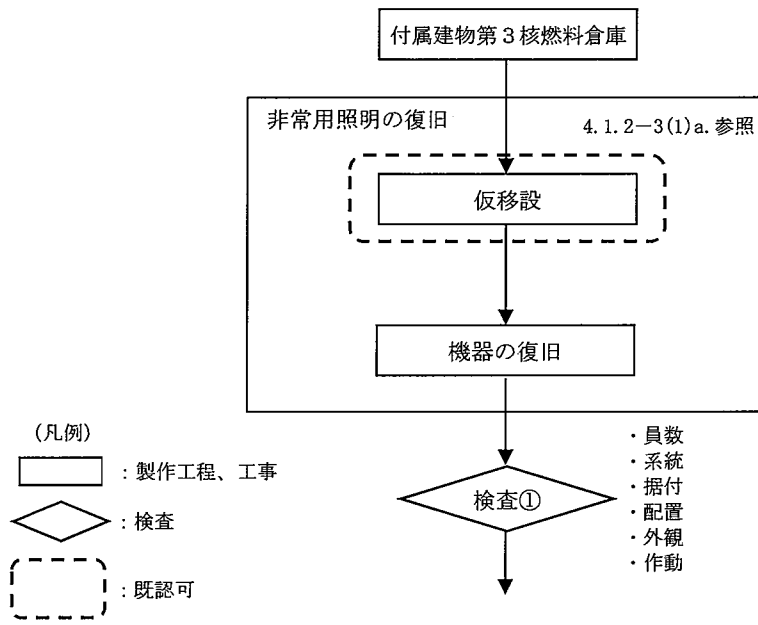 付属建物第3核燃料倉庫
非常用照明の復旧
4.1.2-3(1)a.参照
仮移設
機器の復旧
検査①
・員数
・系統
・据付
・配置
・外観
・作動
(凡例)
：製作工程、工事
：検査
：既認可